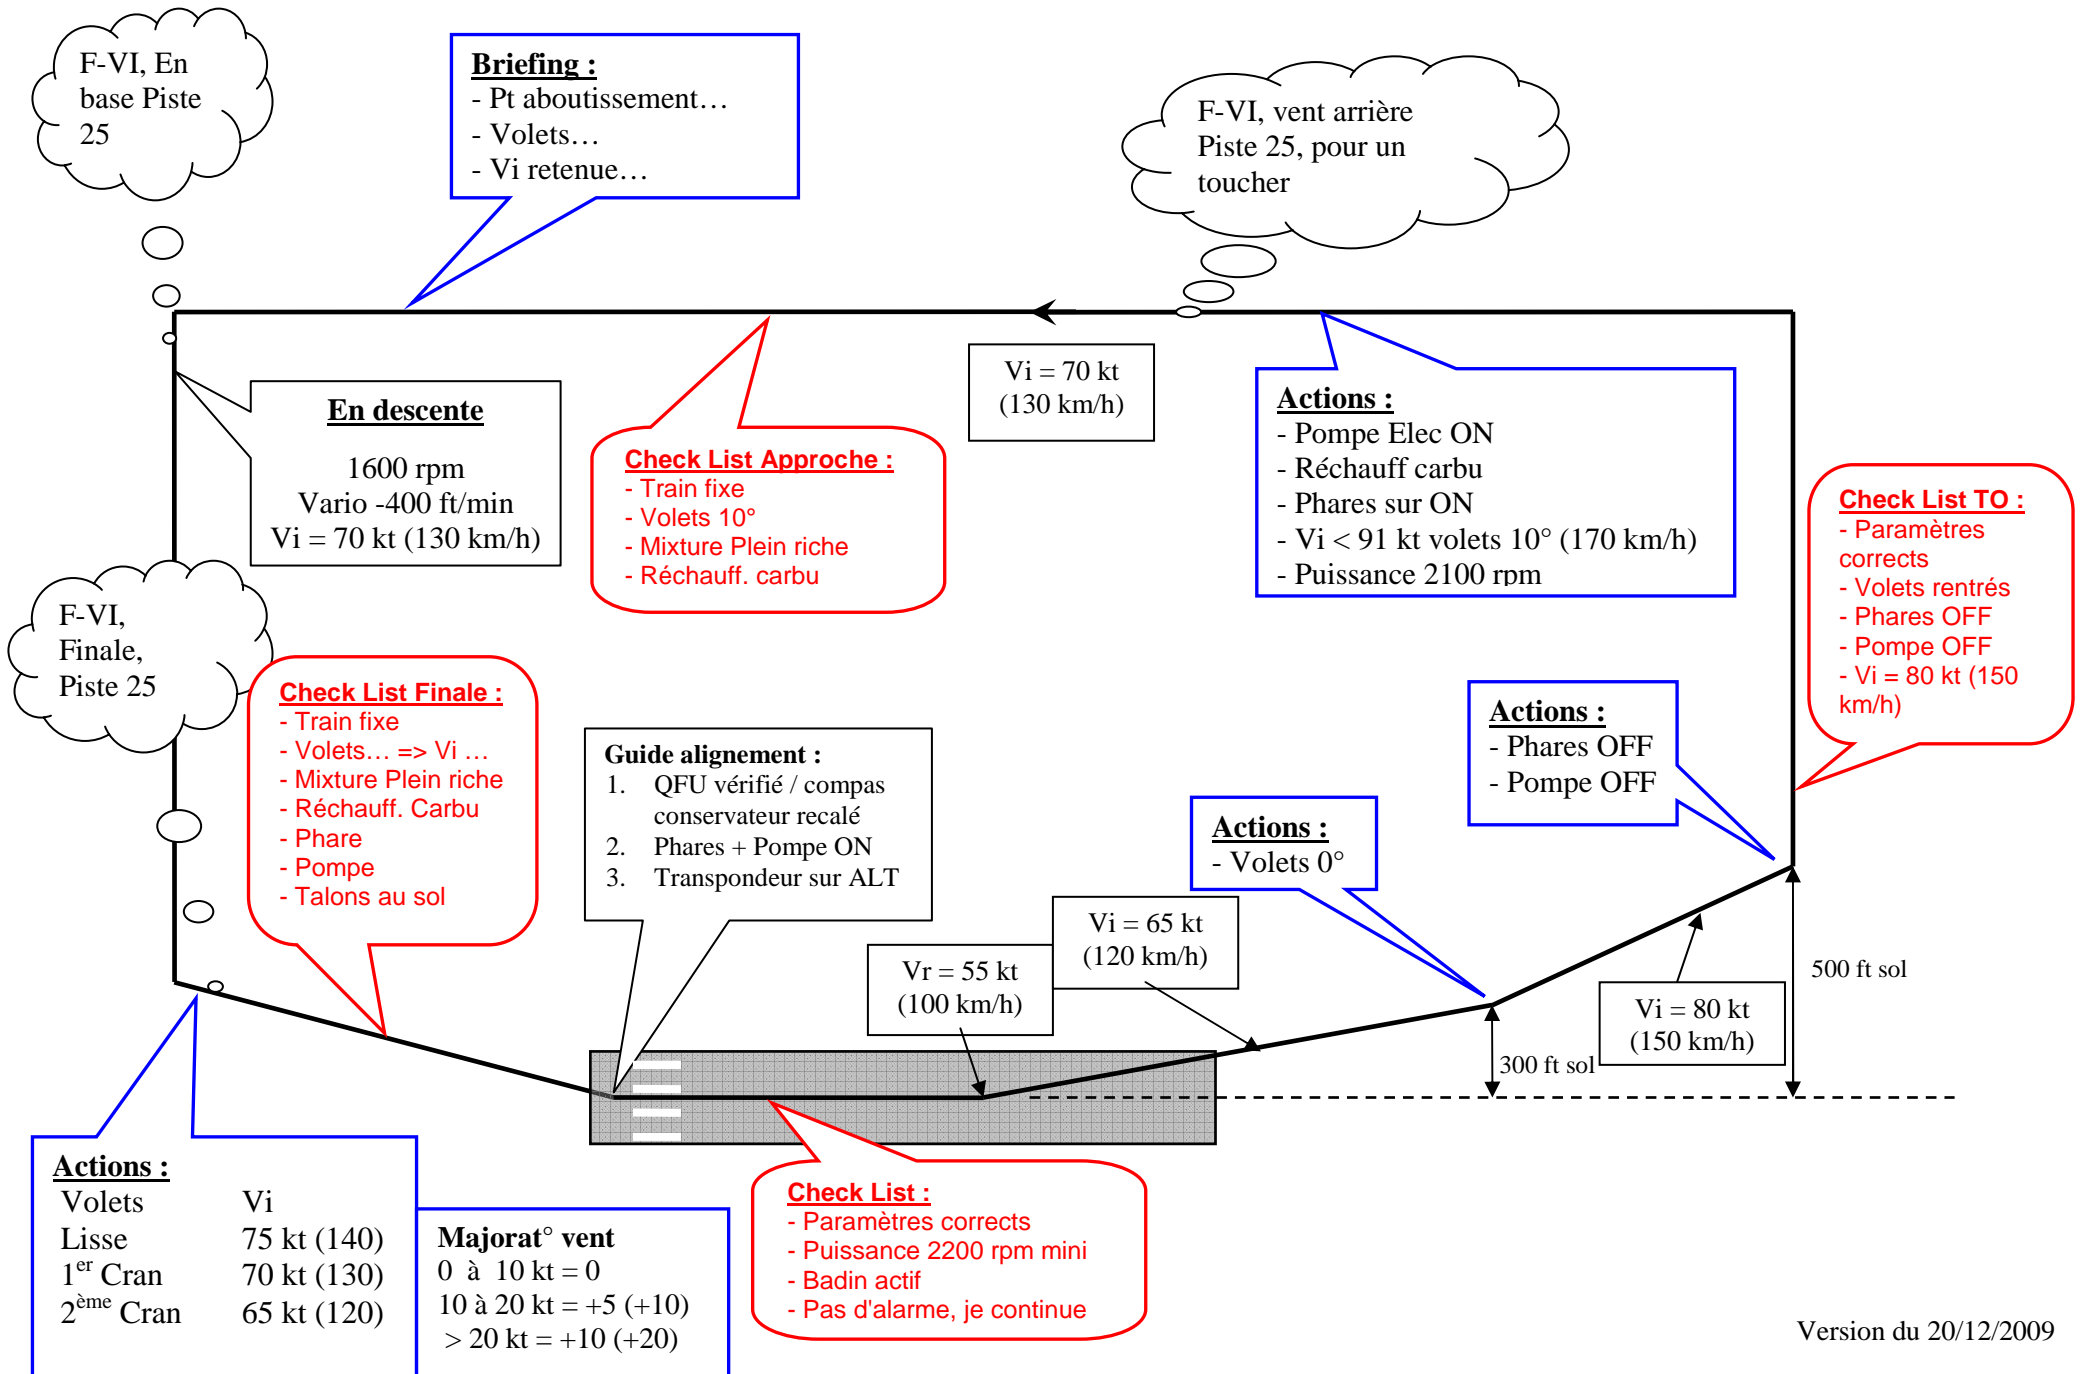 F-VI, En
base Piste
25
Briefing :
- Pt aboutissement…
- Volets…
- Vi retenue…
F-VI, vent arrière
Piste 25, pour un
toucher
En descente
1600 rpm
Vario -400 ft/min
Vi = 70 kt (130 km/h)
Check List Approche :
- Train fixe
- Volets 10°
- Mixture Plein riche
- Réchauff. carbu
Vi = 70 kt
(130 km/h)
Actions :
- Pompe Elec ON
- Réchauff carbu
- Phares sur ON
- Vi < 91 kt volets 10° (170 km/h)
- Puissance 2100 rpm
Check List TO :
- Paramètres
corrects
- Volets rentrés
- Phares OFF
- Pompe OFF
- Vi = 80 kt (150
km/h)
F-VI,
Finale,
Piste 25
Check List Finale :
- Train fixe
- Volets… => Vi …
- Mixture Plein riche
- Réchauff. Carbu
- Phare
- Pompe
- Talons au sol
Guide alignement :
1. QFU vérifié / compas
conservateur recalé
2. Phares + Pompe ON
3. Transpondeur sur ALT
Actions :
- Phares OFF
- Pompe OFF
Actions :
- Volets 0°
Vi = 65 kt
(120 km/h)
Vr = 55 kt
(100 km/h)
Vi = 80 kt
(150 km/h)
500 ft sol
300 ft sol
Actions :
Volets Vi
Lisse 75 kt (140)
1er Cran 70 kt (130)
2ème Cran 65 kt (120)
Majorat° vent
0 à 10 kt = 0
10 à 20 kt = +5 (+10)
> 20 kt = +10 (+20)
Check List :
- Paramètres corrects
- Puissance 2200 rpm mini
- Badin actif
- Pas d'alarme, je continue
Version du 20/12/2009